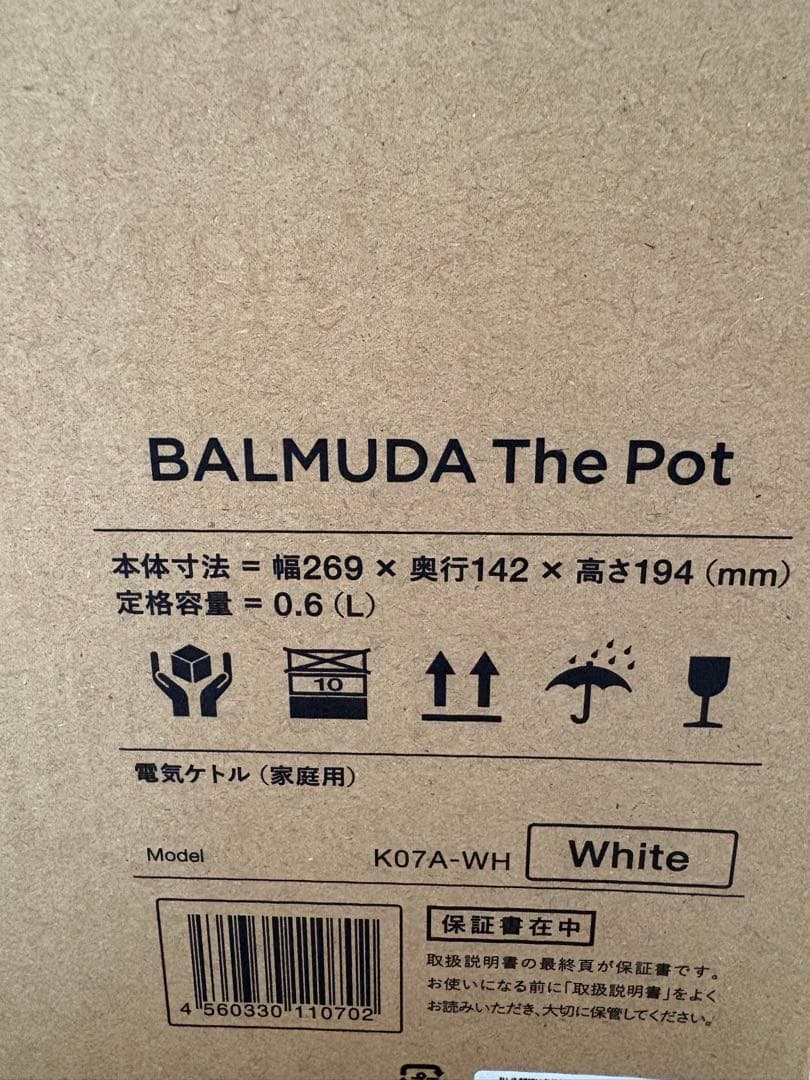 BALMUDA The Pot
本体寸法 = 幅269 × 奥行142 × 高さ194（mm）
定格容量 = 0.6（L）
10
電気ケトル（家庭用）
Model K07A-WH White
保証書在中
取扱説明書の最終頁が保証書です。
お使いになる前に「取扱説明書」をよく
お読みいただき、大切に保管してください。
4 560330 110702